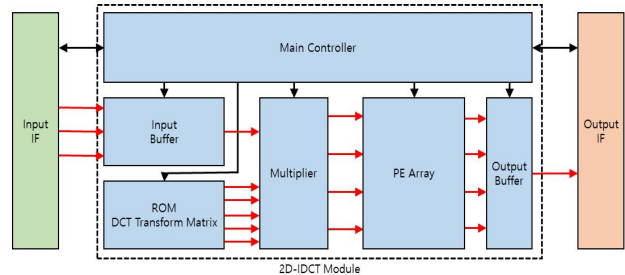 Main Controller
Input
IF
Input
Buffer
Multiplier
PE Array
Output
Buffer
Output
IF
ROM
DCT Transform Matrix
2D-IDCT Module